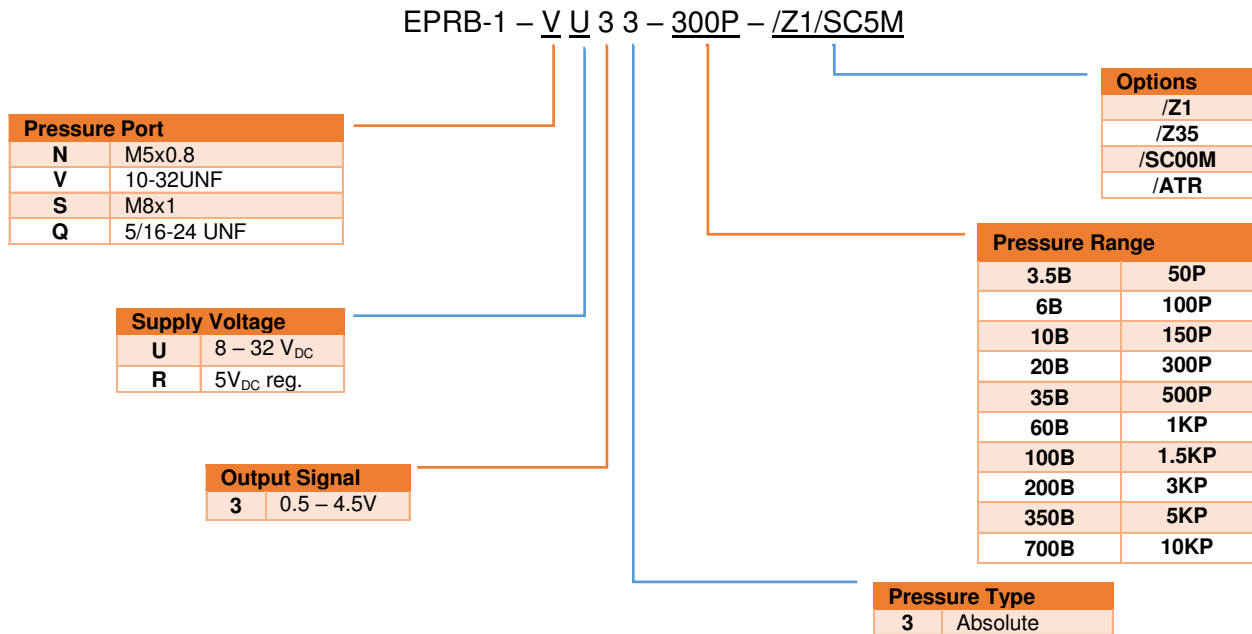 EPRB-1 – V U 3 3 – 300P – /Z1/SC5M
Options
/Z1
/Z35
/SC00M
/ATR
Pressure Port
N M5x0.8
V 10-32UNF
S M8x1
Q 5/16-24 UNF
Pressure Range
3.5B 50P
6B 100P
10B 150P
20B 300P
35B 500P
60B 1KP
100B 1.5KP
200B 3KP
350B 5KP
700B 10KP
Supply Voltage
U 8 – 32 VDC
R 5VDC reg.
Output Signal
3 0.5 – 4.5V
Pressure Type
3 Absolute